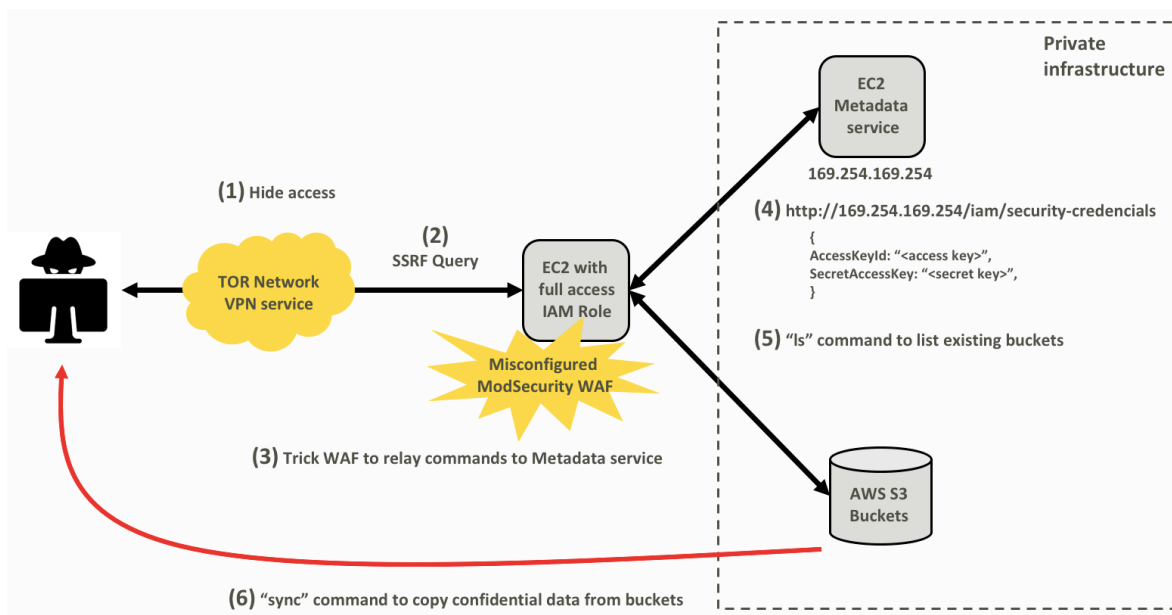 Private
infrastructure
EC2
Metadata
service
169.254.169.254
(1) Hide access
(2)
SSRF Query
(4) http://169.254.169.254/iam/security-credencials
{
AccessKeyId: “<access key>”,
SecretAccessKey: “<secret key>”,
}
TOR Network
VPN service
EC2 with
full access
IAM Role
Misconfigured
ModSecurity WAF
(5) “ls” command to list existing buckets
(3) Trick WAF to relay commands to Metadata service
AWS S3
Buckets
(6) “sync” command to copy confidential data from buckets